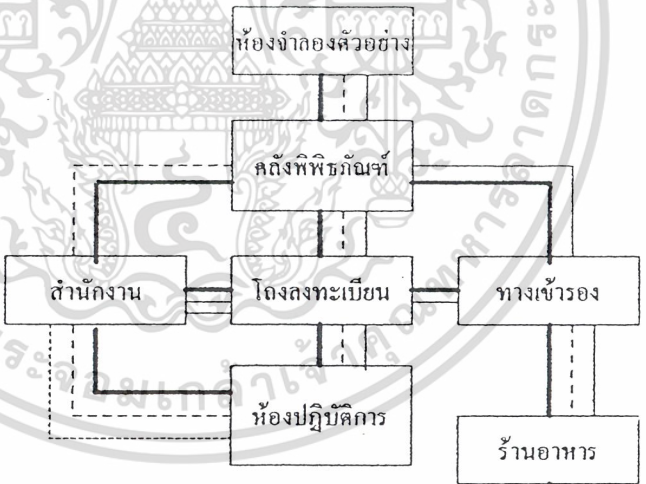 ห้องจำลองตัวอย่าง
คลังพิพิธภัณฑ์
สำนักงาน
โถงลงทะเบียน
ทางเข้ารอง
ห้องปฏิบัติการ
ร้านอาหาร